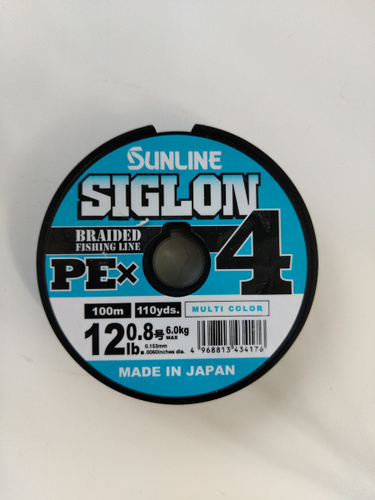 SUNLINE
SIGLON
BRAIDED
FISHING LINE
PE×4
100m 110yds. MULTI COLOR
12lb. 0.8号 6.0kg MAX
0.153mm
.0060inches dia.
4 968813 434176
MADE IN JAPAN